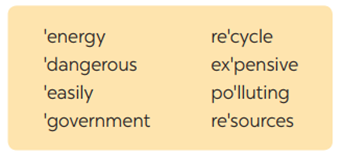 'energy re'cycle
'dangerous ex'pensive
'easily po'lluting
'government re'sources